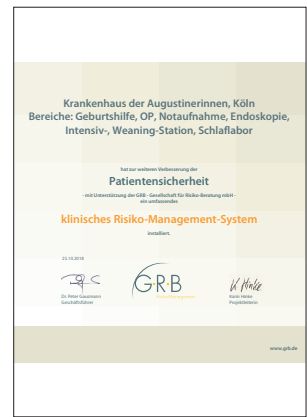 Krankenhaus der Augustinerinnen, Köln
Bereiche: Geburtshilfe, OP, Notaufnahme, Endoskopie,
Intensiv-, Weaning-Station, Schlaflabor
hat zur weiteren Verbesserung der
Patientensicherheit
- mit Unterstützung der GRB - Gesellschaft für Risiko-Beratung mbH -
ein umfassendes
klinisches Risiko-Management-System
installiert.
25.10.2018
G·R·B
Dr. Peter Gausmann
Geschäftsführer
Karin Hinke
Projektleiterin
www.grb.de